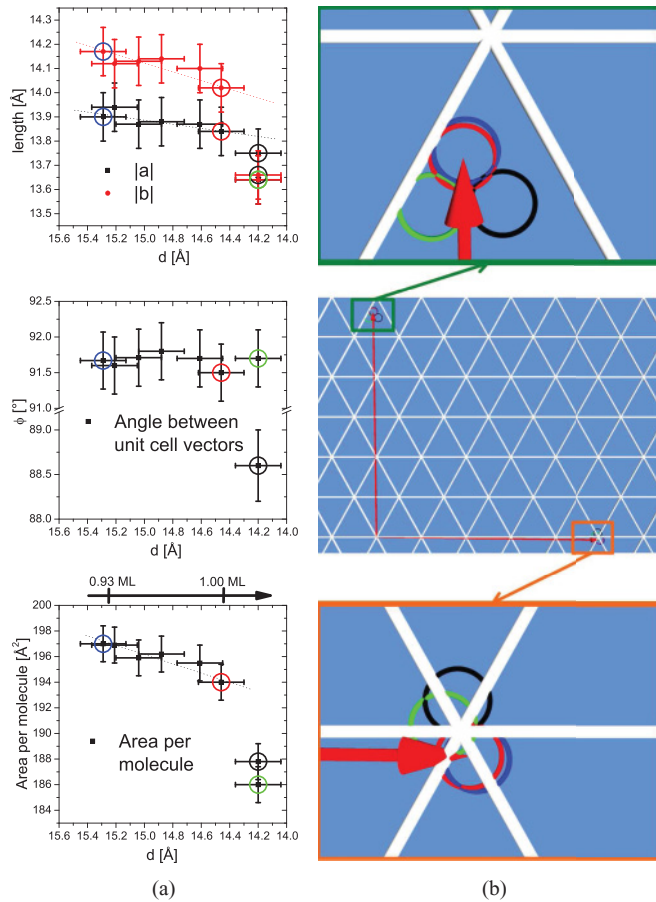 14.3
14.2
14.1
14.0
13.9
13.8
13.7
13.6
13.5
length [Å]
|a|
|b|
15.6 15.4 15.2 15.0 14.8 14.6 14.4 14.2 14.0
d [Å]
92.5
92.0
91.5
91.0
89.0
88.5
88.0
ϕ [°]
Angle between
unit cell vectors
15.6 15.4 15.2 15.0 14.8 14.6 14.4 14.2 14.0
d [Å]
0.93 ML 1.00 ML
200
198
196
194
192
190
188
186
184
Area per molecule [Å²]
Area per
molecule
15.6 15.4 15.2 15.0 14.8 14.6 14.4 14.2 14.0
d [Å]
(a)
(b)